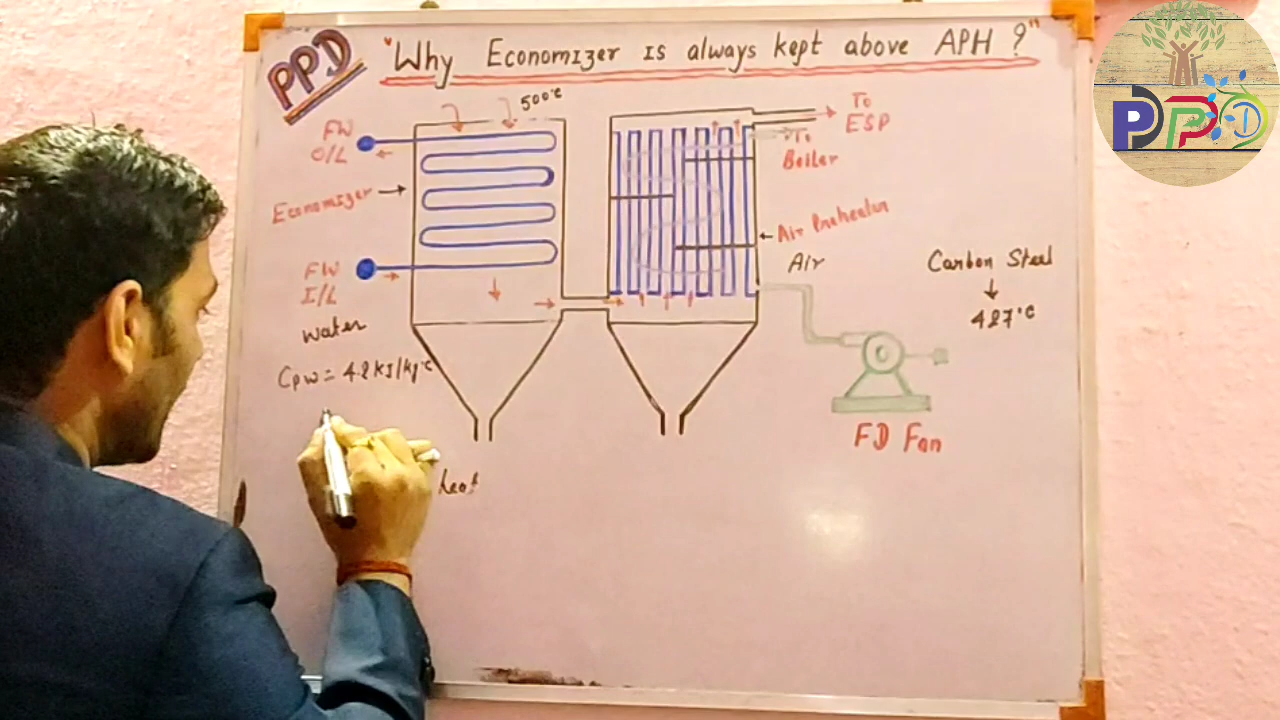 PPD
"Why Economizer is always kept above APH ?"
500°C
FW
O/L
Economizer
FW
I/L
water
Cpw = 4.2 kJ/kg°C
heat
To
ESP
To
Boiler
Air Preheator
Air
FD Fan
Carbon Steel
427°C
PPD